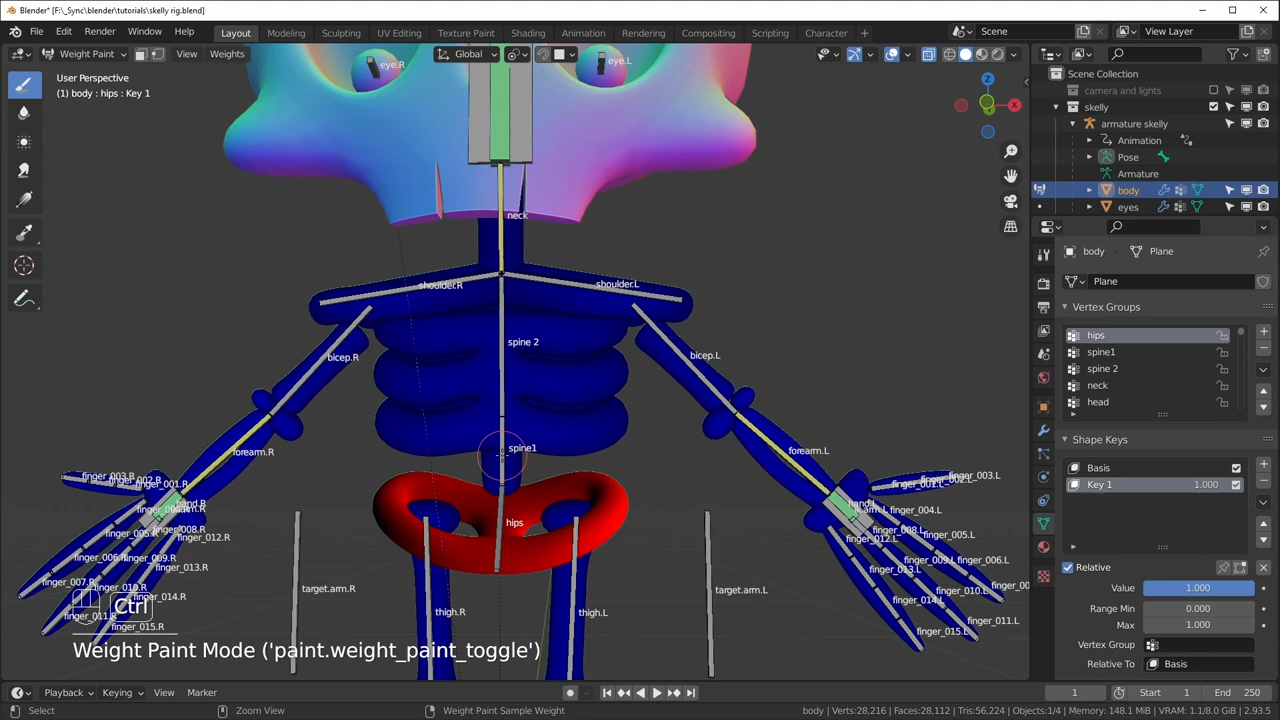 Blender* [F:\_Sync\blender\tutorials\skelly rig.blend]
File Edit Render Window Help Layout Modeling Sculpting UV Editing Texture Paint Shading Animation Rendering Compositing Scripting Character + Scene View Layer
Weight Paint View Weights Global
User Perspective
(1) body : hips : Key 1
eye.R
eye.L
neck
shoulder.R
shoulder.L
spine 2
bicep.R
bicep.L
spine1
forearm.R
forearm.L
finger_003.R
finger_003.L
hips
finger_004.L
finger_008.R
finger_008.L
finger_005.L
finger_012.R
finger_012.L
finger_009.R
finger_009.L
finger_006.L
finger_013.R
finger_013.L
finger_007.R
finger_010.L
target.arm.R
target.arm.L
finger_014.R
thigh.R
thigh.L
finger_011.L
finger_015.R
finger_015.L
Ctrl
Weight Paint Mode ('paint.weight_paint_toggle')
Z
X
Scene Collection
camera and lights
skelly
armature skelly
Animation
Pose
Armature
body
eyes
body Plane
Plane
Vertex Groups
hips
spine1
spine 2
neck
head
Shape Keys
Basis
Key 1 1.000
Relative
Value 1.000
Range Min 0.000
Max 1.000
Vertex Group
Relative To Basis
Playback Keying View Marker 1 Start 1 End 250
Select Zoom View Weight Paint Sample Weight body | Verts:28,216 | Faces:28,112 | Tris:56,224 | Objects:1/4 | Memory: 148.1 MiB | VRAM: 1.1/8.0 GiB | 2.93.5